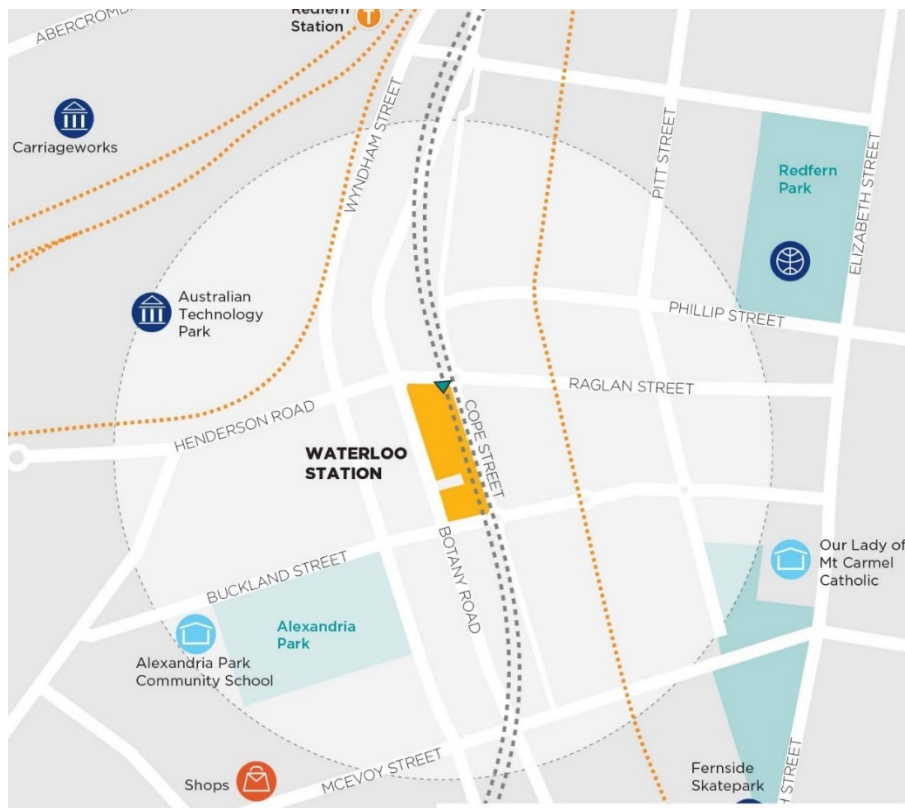 ABERCROMB
Redfern
Station
T
Carriageworks
WYNDHAM STREET
PITT STREET
Redfern
Park
ELIZABETH STREET
Australian
Technology
Park
PHILLIP STREET
RAGLAN STREET
HENDERSON ROAD
COPE STREET
WATERLOO
STATION
BUCKLAND STREET
BOTANY ROAD
Our Lady of
Mt Carmel
Catholic
Alexandria
Park
Alexandria Park
Community School
Shops
MCEVOY STREET
Fernside
Skatepark
H STREET